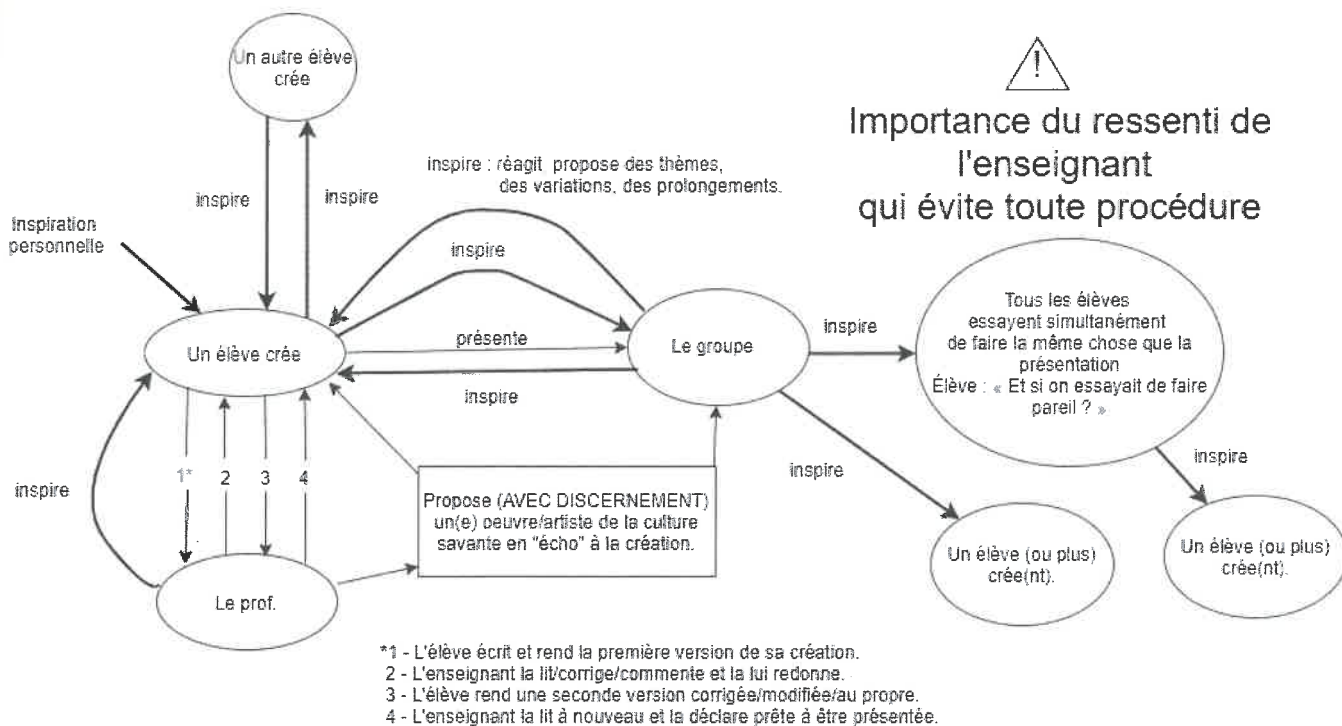 Un autre élève
crée
!
Importance du ressenti de
l'enseignant
qui évite toute procédure
inspire : réagit propose des thèmes,
des variations, des prolongements.
inspire
inspire
Inspiration
personnelle
inspire
Un élève crée
présente
Le groupe
inspire
inspire
Tous les élèves
essayent simultanément
de faire la même chose que la
présentation
Élève : « Et si on essayait de faire
pareil ? »
inspire
1*
2
3
4
inspire
inspire
Propose (AVEC DISCERNEMENT)
un(e) oeuvre/artiste de la culture
savante en "écho" à la création.
Le prof.
Un élève (ou plus)
crée(nt).
Un élève (ou plus)
crée(nt).
*1 - L'élève écrit et rend la première version de sa création.
2 - L'enseignant la lit/corrige/commente et la lui redonne.
3 - L'élève rend une seconde version corrigée/modifiée/au propre.
4 - L'enseignant la lit à nouveau et la déclare prête à être présentée.